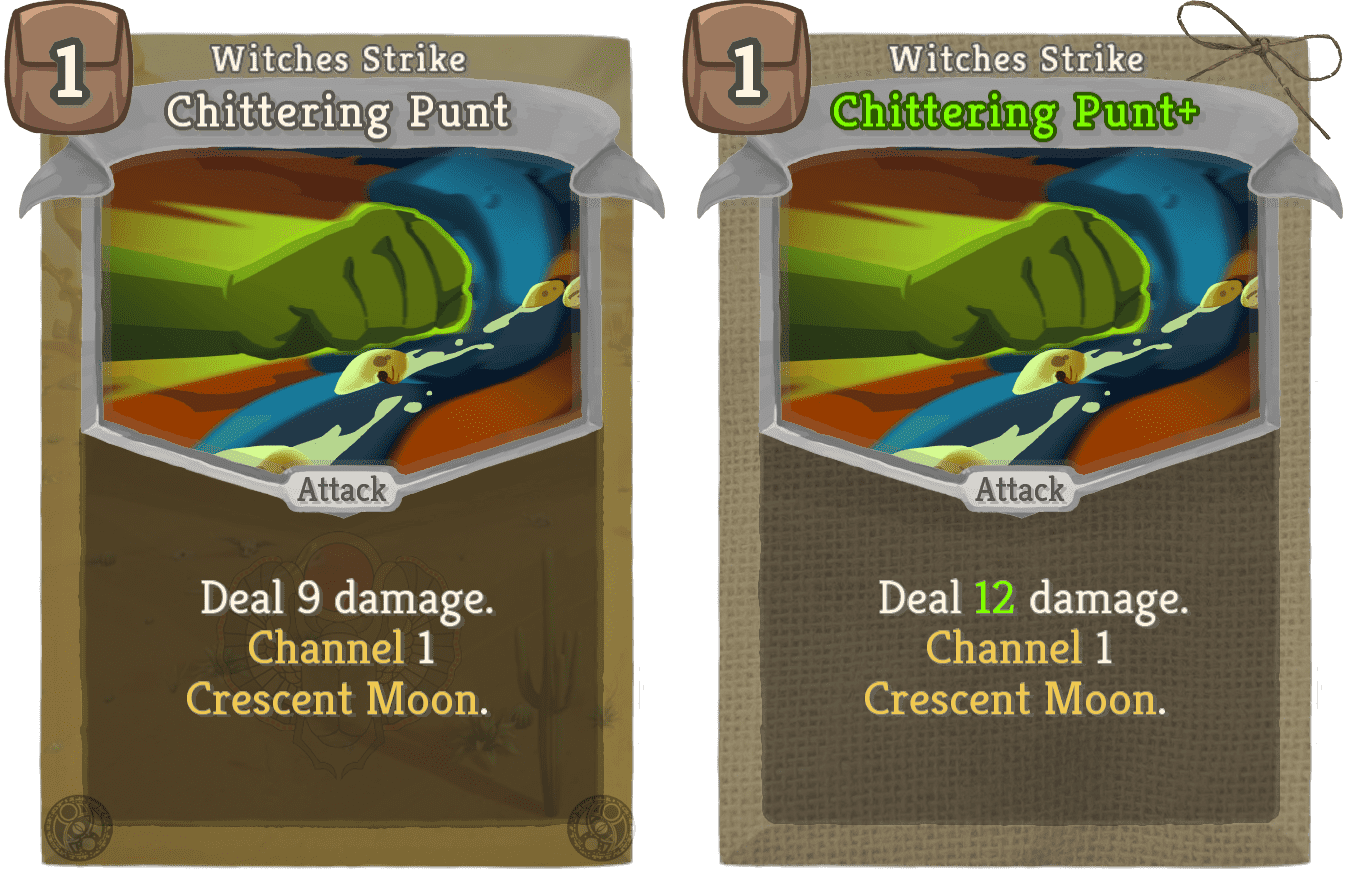 1
Witches Strike
Chittering Punt
Attack
Deal 9 damage.
Channel 1
Crescent Moon.
1
Witches Strike
Chittering Punt+
Attack
Deal 12 damage.
Channel 1
Crescent Moon.